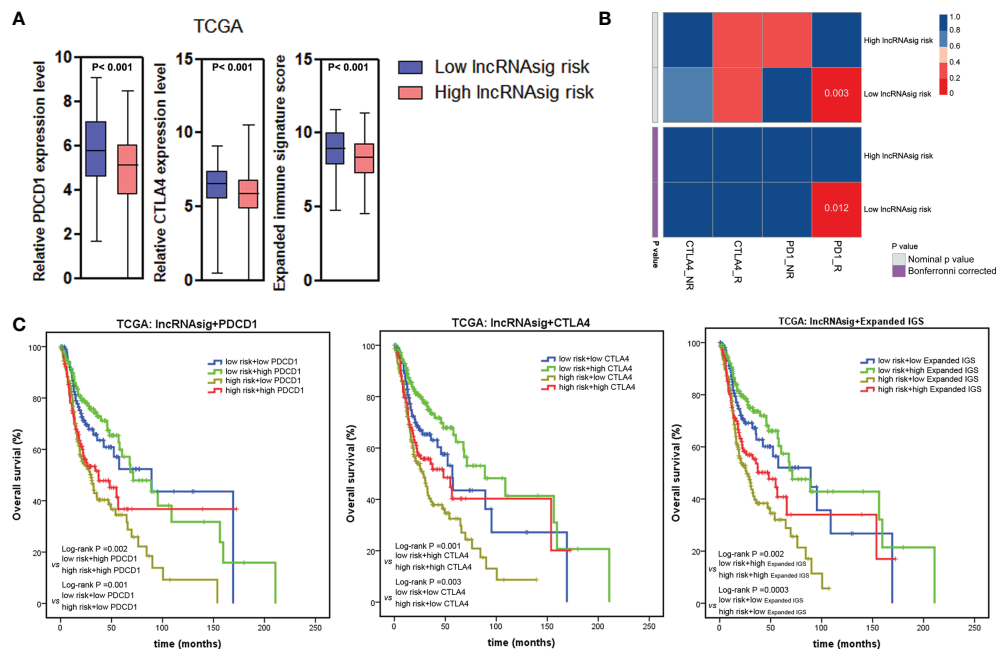 A
TCGA
Relative PDCD1 expression level
10
8
6
4
2
0
P< 0.001
Relative CTLA4 expression level
15
10
5
0
P< 0.001
Expanded immune signature score
15
10
5
0
P< 0.001
Low lncRNAsig risk
High lncRNAsig risk
B
High lncRNAsig risk
0.003
Low lncRNAsig risk
High lncRNAsig risk
0.012
Low lncRNAsig risk
P value
CTLA4_NR
CTLA4_R
PD1_NR
PD1_R
1.0
0.8
0.6
0.4
0.2
0
P value
Nominal p value
Bonferronni corrected
C
TCGA: lncRNAsig+PDCD1
Overall survival (%)
100
80
60
40
20
0
low risk+low PDCD1
low risk+high PDCD1
high risk+low PDCD1
high risk+high PDCD1
Log-rank P =0.002
low risk+high PDCD1
vs
high risk+high PDCD1
Log-rank P =0.001
low risk+low PDCD1
vs
high risk+low PDCD1
0 50 100 150 200 250
time (months)
TCGA: lncRNAsig+CTLA4
Overall survival (%)
100
80
60
40
20
0
low risk+low CTLA4
low risk+high CTLA4
high risk+low CTLA4
high risk+high CTLA4
Log-rank P =0.001
low risk+high CTLA4
vs
high risk+high CTLA4
Log-rank P =0.003
low risk+low CTLA4
vs
high risk+low CTLA4
0 50 100 150 200 250
time (months)
TCGA: lncRNAsig+Expanded IGS
Overall survival (%)
100
80
60
40
20
0
low risk+low Expanded IGS
low risk+high Expanded IGS
high risk+low Expanded IGS
high risk+high Expanded IGS
Log-rank P =0.002
low risk+high Expanded IGS
vs
high risk+high Expanded IGS
Log-rank P =0.0003
low risk+low Expanded IGS
vs
high risk+low Expanded IGS
0 50 100 150 200 250
time (months)